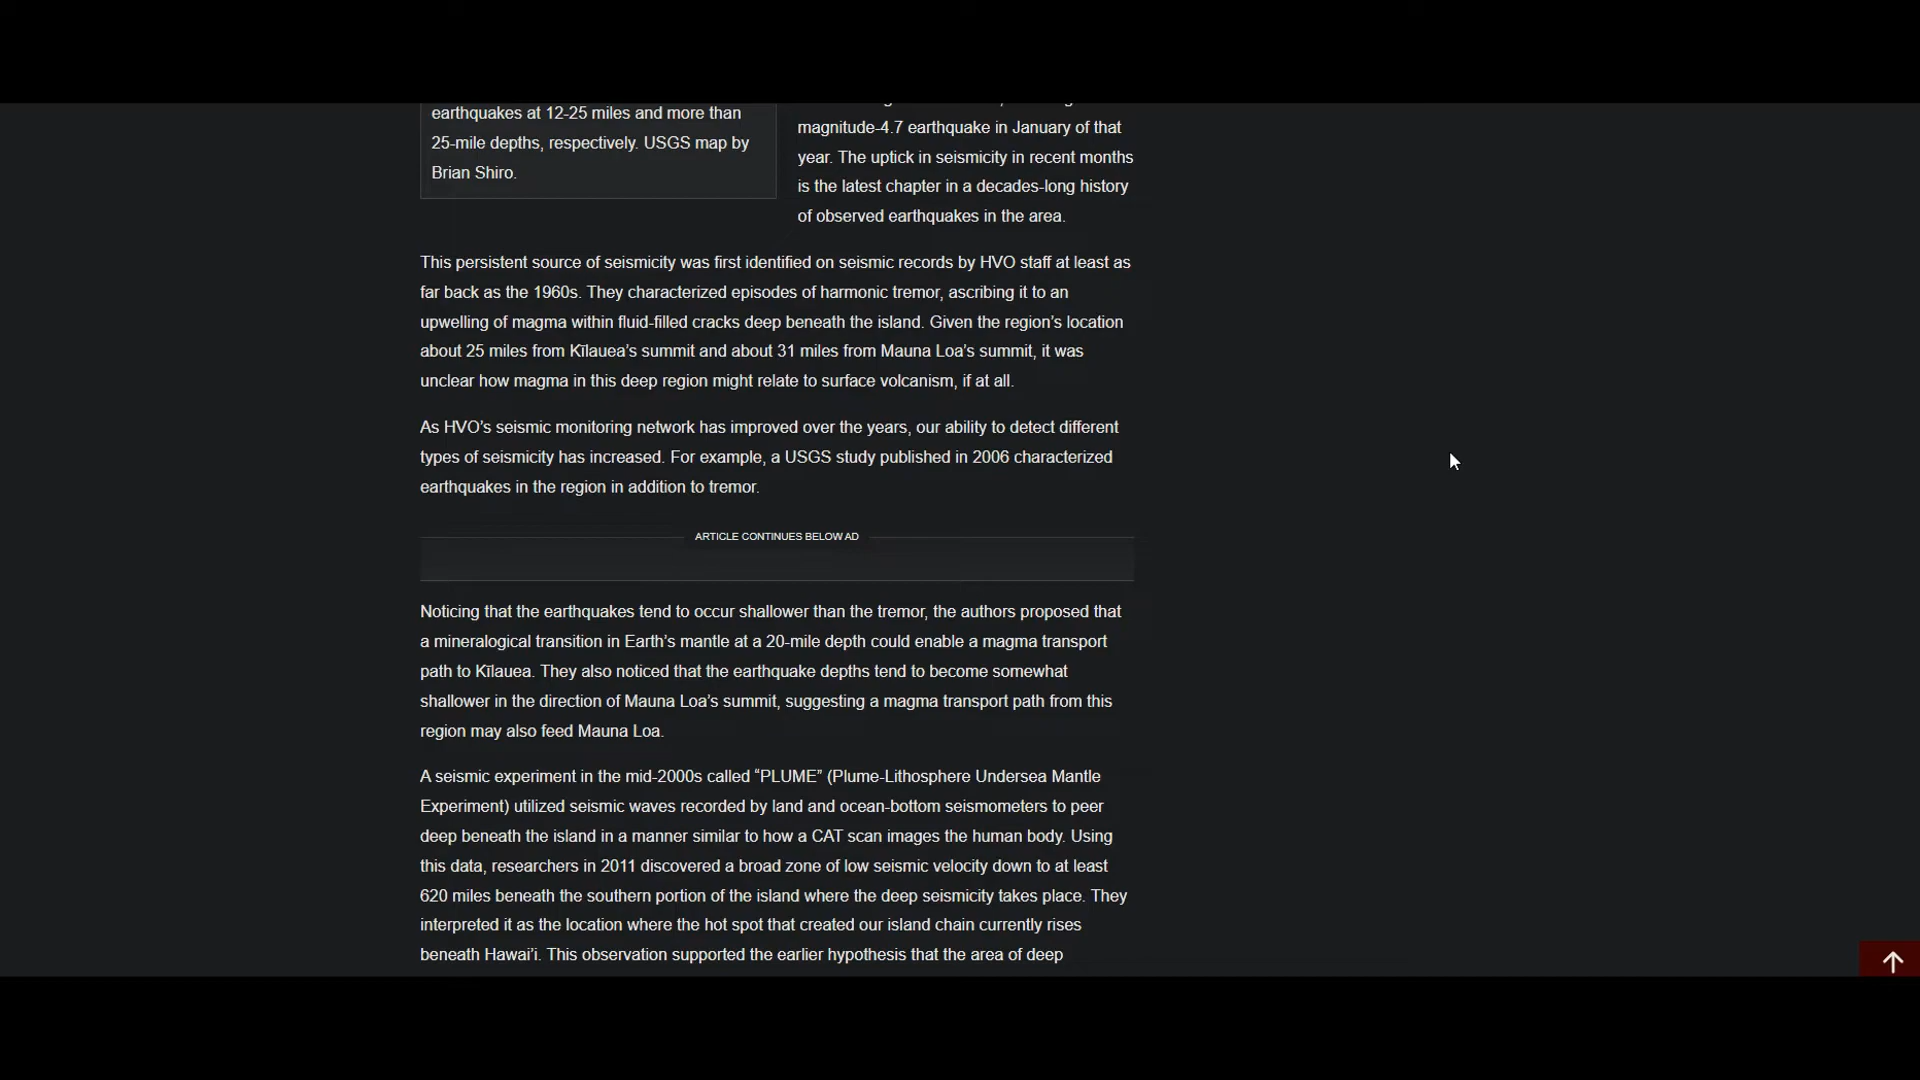 earthquakes at 12-25 miles and more than
25-mile depths, respectively. USGS map by
Brian Shiro.
magnitude-4.7 earthquake in January of that
year. The uptick in seismicity in recent months
is the latest chapter in a decades-long history
of observed earthquakes in the area.
This persistent source of seismicity was first identified on seismic records by HVO staff at least as
far back as the 1960s. They characterized episodes of harmonic tremor, ascribing it to an
upwelling of magma within fluid-filled cracks deep beneath the island. Given the region’s location
about 25 miles from Kīlauea’s summit and about 31 miles from Mauna Loa’s summit, it was
unclear how magma in this deep region might relate to surface volcanism, if at all.
As HVO’s seismic monitoring network has improved over the years, our ability to detect different
types of seismicity has increased. For example, a USGS study published in 2006 characterized
earthquakes in the region in addition to tremor.
ARTICLE CONTINUES BELOW AD
Noticing that the earthquakes tend to occur shallower than the tremor, the authors proposed that
a mineralogical transition in Earth’s mantle at a 20-mile depth could enable a magma transport
path to Kīlauea. They also noticed that the earthquake depths tend to become somewhat
shallower in the direction of Mauna Loa’s summit, suggesting a magma transport path from this
region may also feed Mauna Loa.
A seismic experiment in the mid-2000s called “PLUME” (Plume-Lithosphere Undersea Mantle
Experiment) utilized seismic waves recorded by land and ocean-bottom seismometers to peer
deep beneath the island in a manner similar to how a CAT scan images the human body. Using
this data, researchers in 2011 discovered a broad zone of low seismic velocity down to at least
620 miles beneath the southern portion of the island where the deep seismicity takes place. They
interpreted it as the location where the hot spot that created our island chain currently rises
beneath Hawai’i. This observation supported the earlier hypothesis that the area of deep